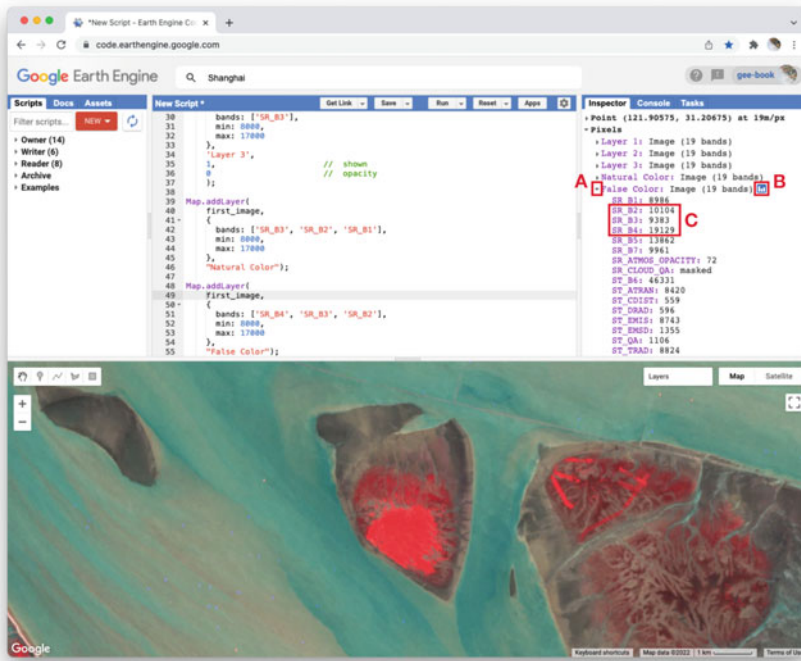 *New Script - Earth Engine Co
code.earthengine.google.com
Google Earth Engine
Shanghai
gee-book
Scripts Docs Assets
Filter scripts...
NEW
Owner (14)
Writer (6)
Reader (8)
Archive
Examples
New Script *
Get Link
Save
Run
Reset
Apps
30 bands: ['SR_B3'],
31 min: 8000,
32 max: 17000
33 },
34 'Layer 3',
35 1, // shown
36 0 // opacity
37 );
38
39 Map.addLayer(
40 first_image,
41 {
42 bands: ['SR_B3', 'SR_B2', 'SR_B1'],
43 min: 8000,
44 max: 17000
45 },
46 "Natural Color");
47
48 Map.addLayer(
49 first_image,
50 {
51 bands: ['SR_B4', 'SR_B3', 'SR_B2'],
52 min: 8000,
53 max: 17000
54 },
55 "False Color");
Inspector Console Tasks
Point (121.90575, 31.20675) at 19m/px
Pixels
Layer 1: Image (19 bands)
Layer 2: Image (19 bands)
Layer 3: Image (19 bands)
Natural Color: Image (19 bands)
A False Color: Image (19 bands) B
SR_B1: 8986
SR_B2: 10104
SR_B3: 9383 C
SR_B4: 19129
SR_B5: 13862
SR_B7: 9961
SR_ATMOS_OPACITY: 72
SR_CLOUD_QA: masked
ST_B6: 46331
ST_ATRAN: 8420
ST_CDIST: 559
ST_DRAD: 596
ST_EMIS: 8743
ST_EMSD: 1355
ST_QA: 1106
ST_TRAD: 8824
Layers
Map
Satellite
Google
Keyboard shortcuts Map data ©2022 1 km Terms of Us